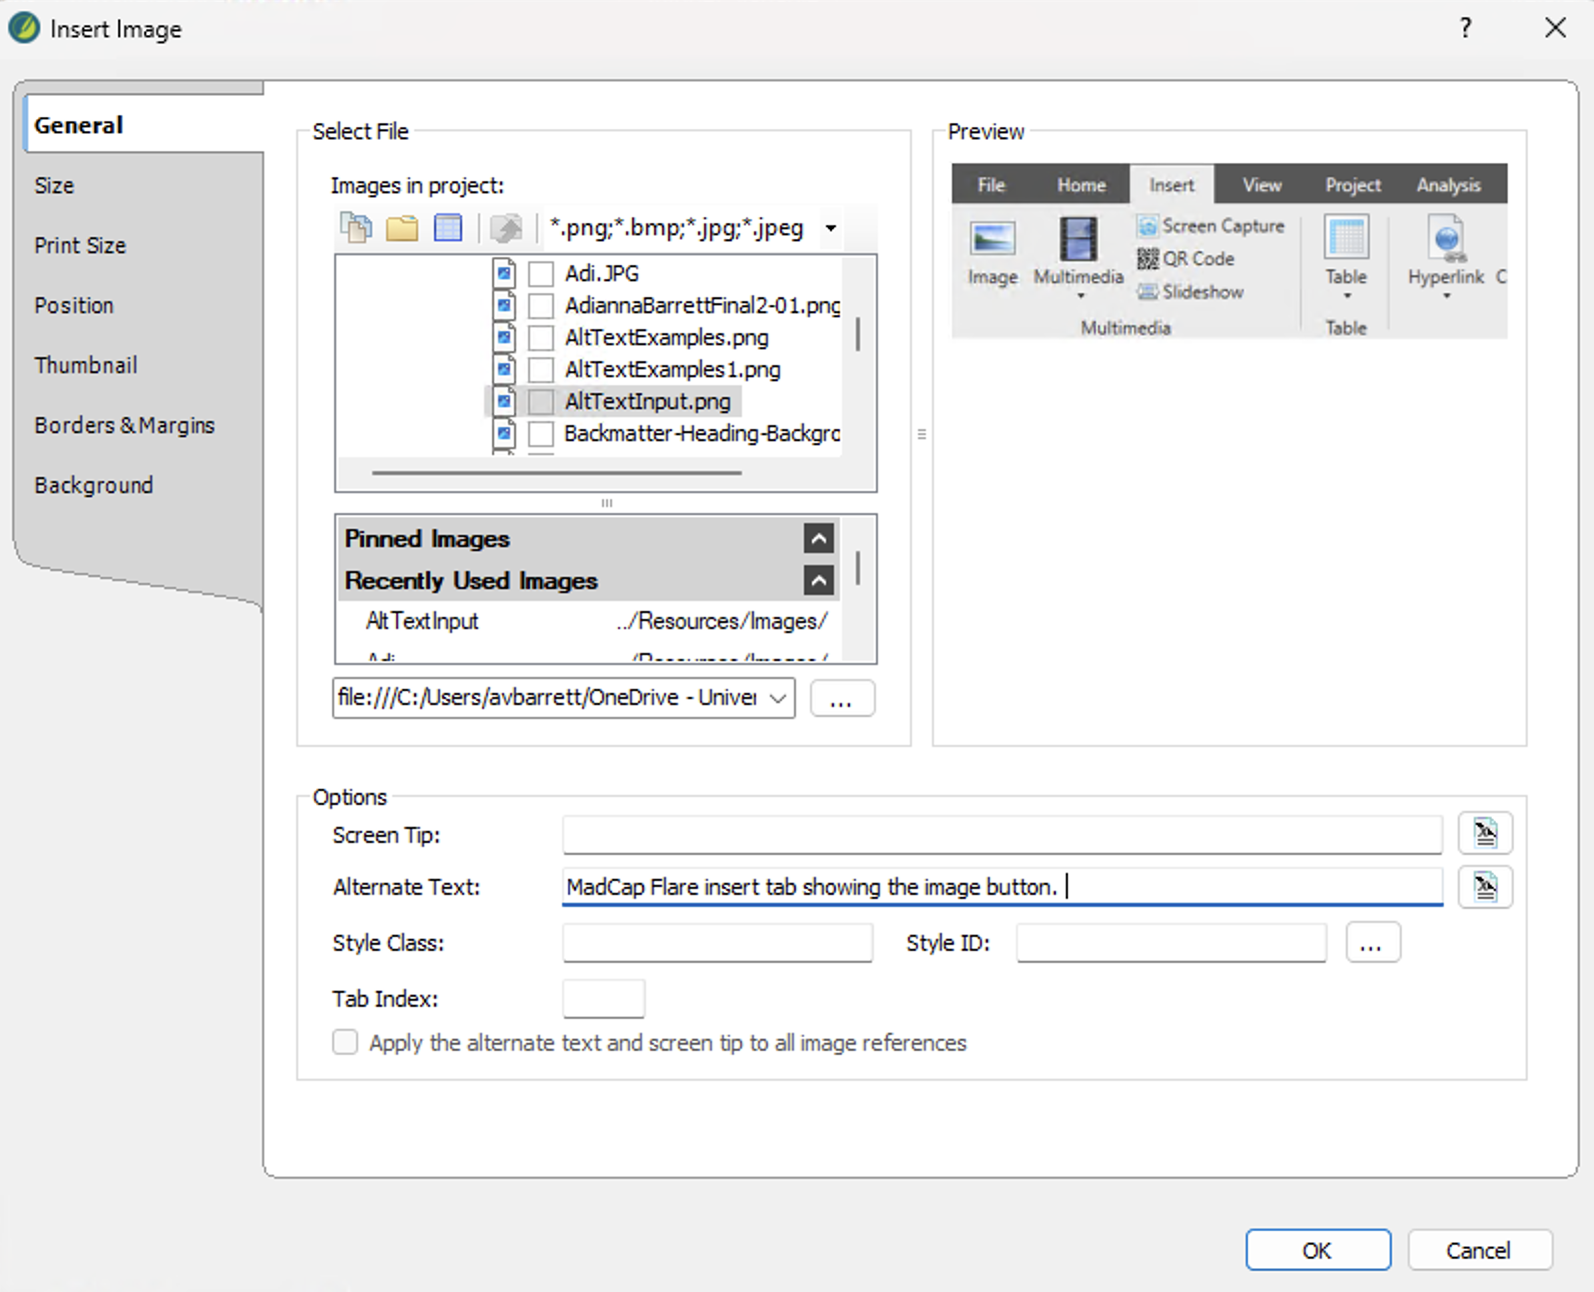 Insert Image
?
General
Size
Print Size
Position
Thumbnail
Borders & Margins
Background
Select File
Images in project:
*.png;*.bmp;*.jpg;*.jpeg
Adi.JPG
AdiannaBarrettFinal2-01.png
AltTextExamples.png
AltTextExamples1.png
AltTextInput.png
Backmatter-Heading-Backgro
Pinned Images
Recently Used Images
AltTextInput ../Resources/Images/
file:///C:/Users/avbarrett/OneDrive - Univer
...
Preview
File Home Insert View Project Analysis
Image Multimedia Screen Capture
QR Code
Slideshow
Table
Hyperlink
Multimedia Table
Options
Screen Tip:
Alternate Text: MadCap Flare insert tab showing the image button.
Style Class: Style ID: ...
Tab Index:
Apply the alternate text and screen tip to all image references
OK Cancel